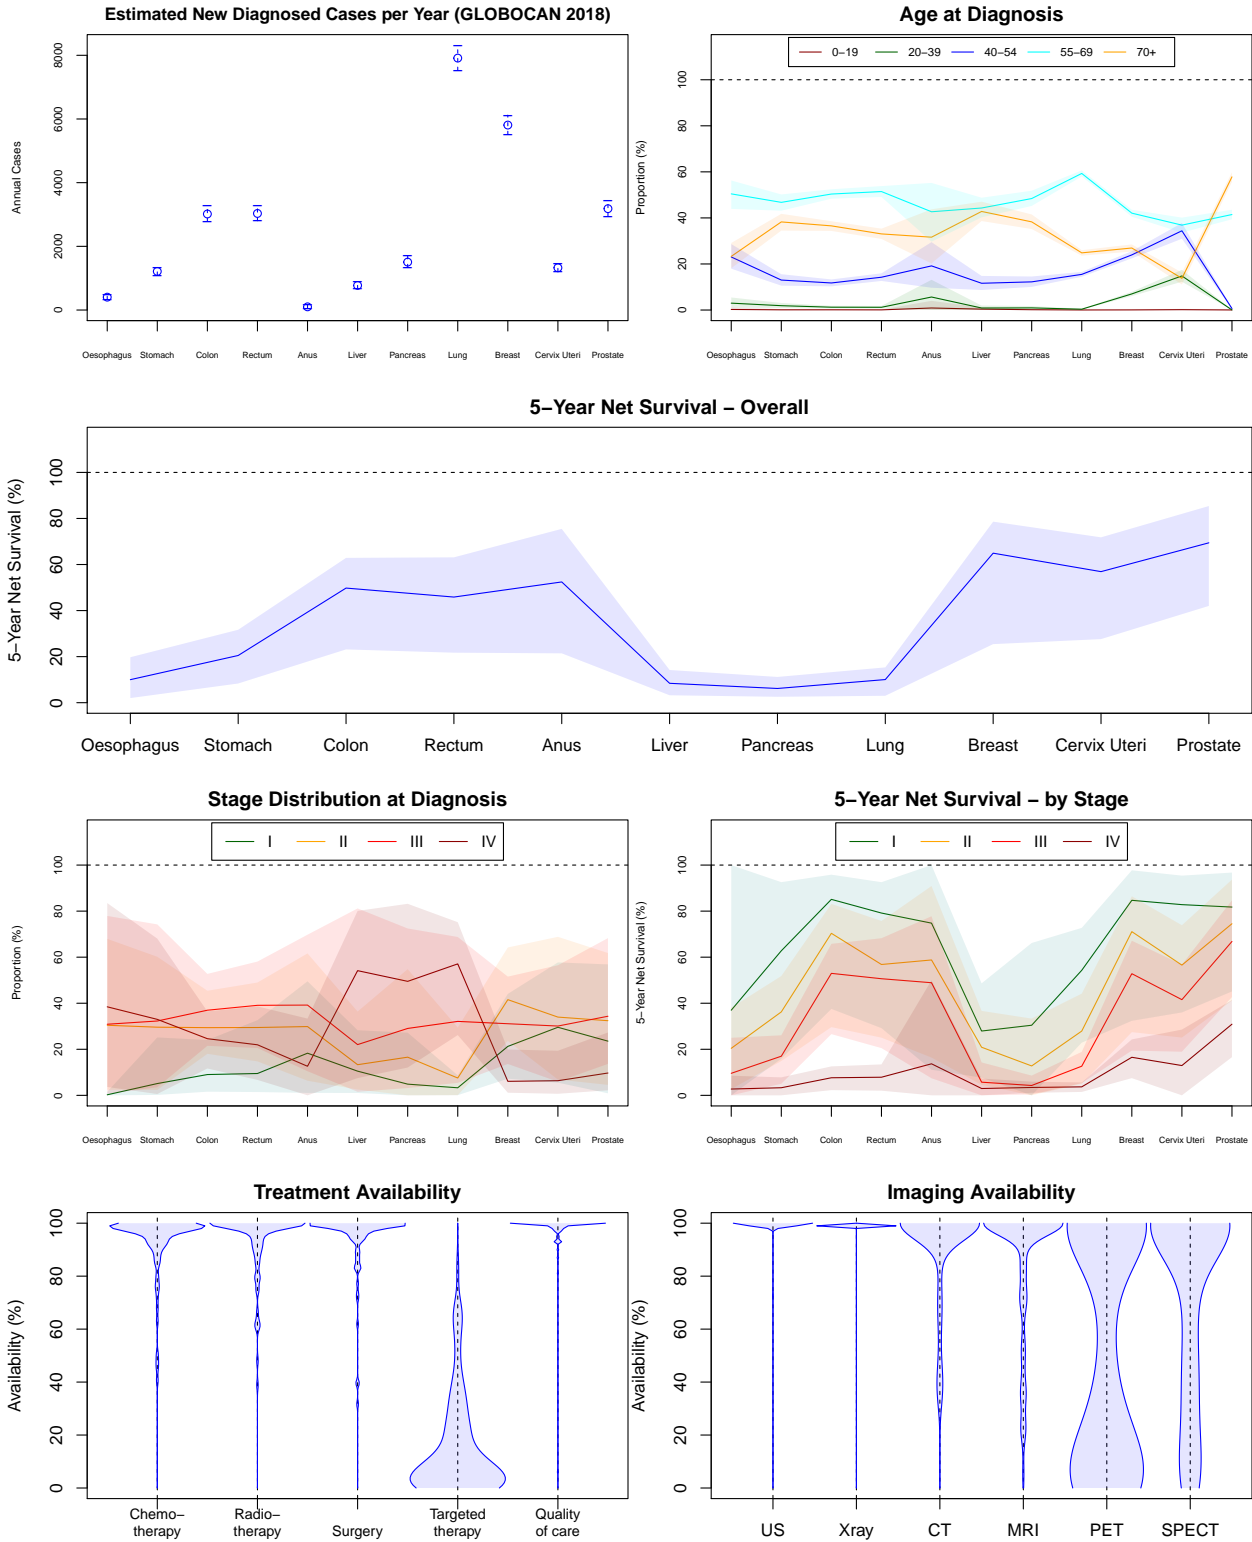 Estimated New Diagnosed Cases per Year (GLOBOCAN 2018)
Annual Cases
8000
6000
4000
2000
0
Oesophagus Stomach Colon Rectum Anus Liver Pancreas Lung Breast Cervix Uteri Prostate
Age at Diagnosis
0–19 20–39 40–54 55–69 70+
Proportion (%)
100
80
60
40
20
0
Oesophagus Stomach Colon Rectum Anus Liver Pancreas Lung Breast Cervix Uteri Prostate
5–Year Net Survival – Overall
5–Year Net Survival (%)
100
80
60
40
20
0
Oesophagus Stomach Colon Rectum Anus Liver Pancreas Lung Breast Cervix Uteri Prostate
Stage Distribution at Diagnosis
I II III IV
Proportion (%)
100
80
60
40
20
0
Oesophagus Stomach Colon Rectum Anus Liver Pancreas Lung Breast Cervix Uteri Prostate
5–Year Net Survival – by Stage
I II III IV
5–Year Net Survival (%)
100
80
60
40
20
0
Oesophagus Stomach Colon Rectum Anus Liver Pancreas Lung Breast Cervix Uteri Prostate
Treatment Availability
Availability (%)
100
80
60
40
20
0
Chemo– Radio– Targeted Quality
therapy therapy Surgery therapy of care
Imaging Availability
Availability (%)
100
80
60
40
20
0
US Xray CT MRI PET SPECT